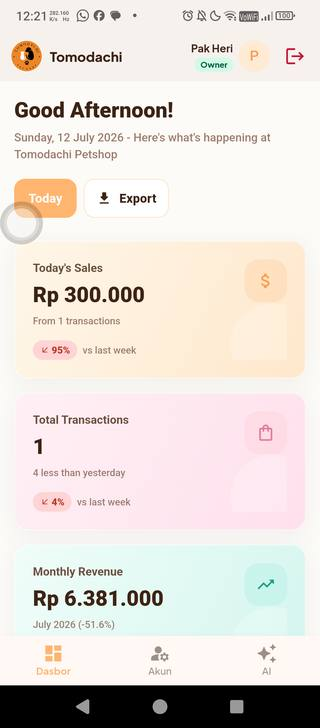 12:21
282.160
K/s Hz
VoWiFi
100
Tomodachi
Pak Heri
Owner
P
Good Afternoon!
Sunday, 12 July 2026 - Here's what's happening at
Tomodachi Petshop
Today
Export
Today's Sales
Rp 300.000
From 1 transactions
↙ 95% vs last week
Total Transactions
1
4 less than yesterday
↙ 4% vs last week
Monthly Revenue
Rp 6.381.000
July 2026 (-51.6%)
Dasbor
Akun
AI